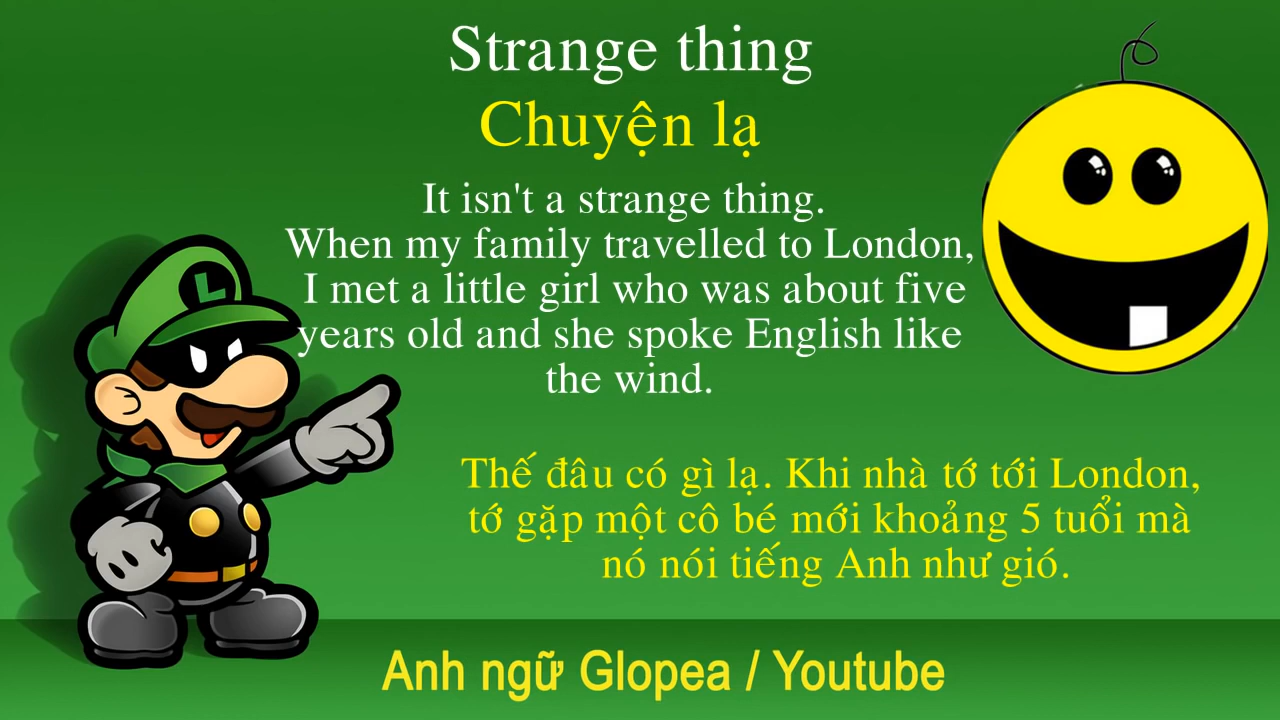 Strange thing
Chuyện lạ
It isn't a strange thing.
When my family travelled to London,
I met a little girl who was about five
years old and she spoke English like
the wind.
L
Thế đâu có gì lạ. Khi nhà tớ tới London,
tớ gặp một cô bé mới khoảng 5 tuổi mà
nó nói tiếng Anh như gió.
Anh ngữ Glopea / Youtube